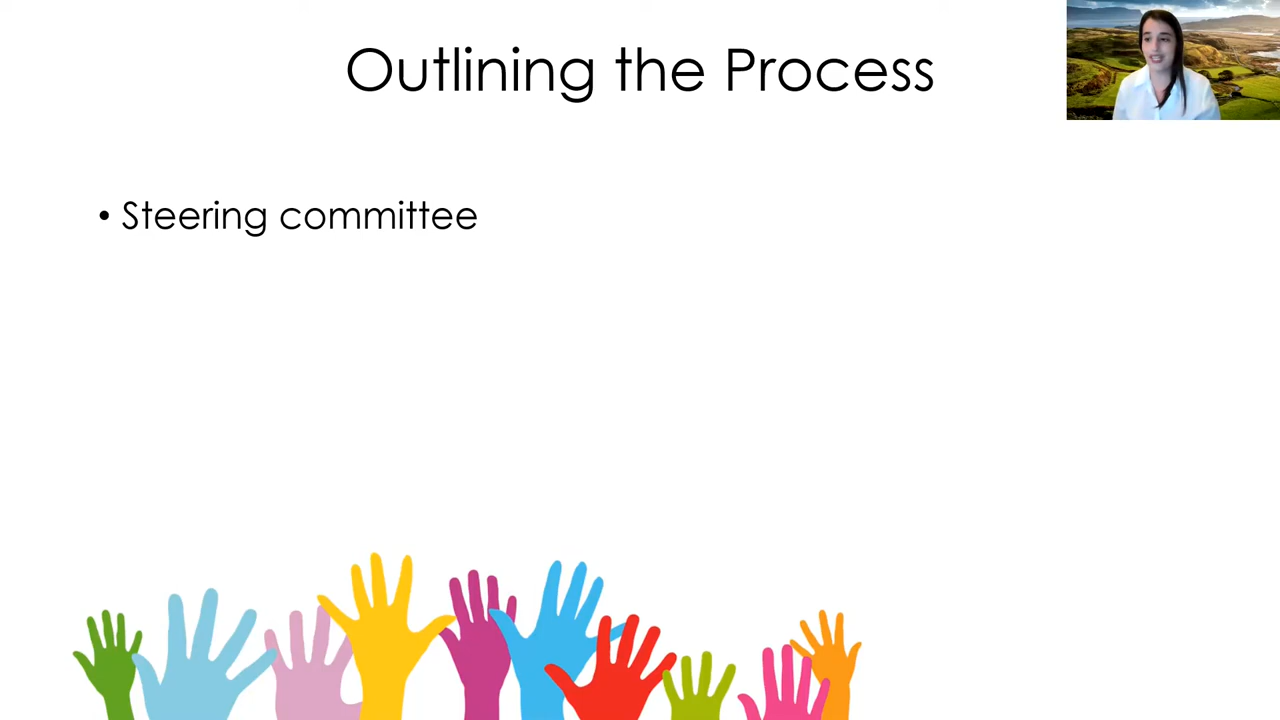 Outlining the Process
• Steering committee